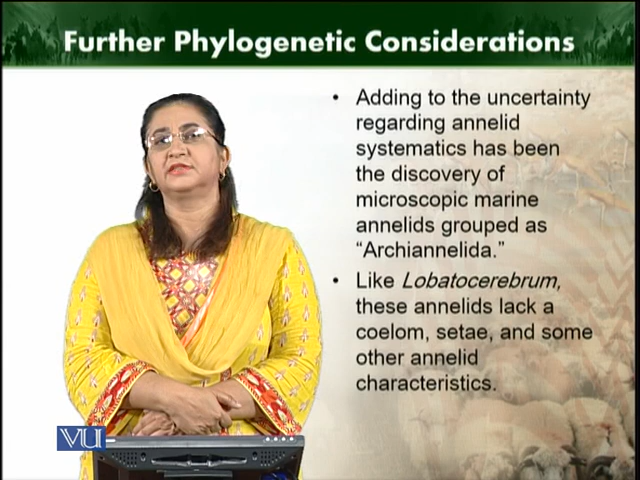 Further Phylogenetic Considerations
• Adding to the uncertainty
regarding annelid
systematics has been
the discovery of
microscopic marine
annelids grouped as
“Archiannelida.”
• Like Lobatocerebrum,
these annelids lack a
coelom, setae, and some
other annelid
characteristics.
VU